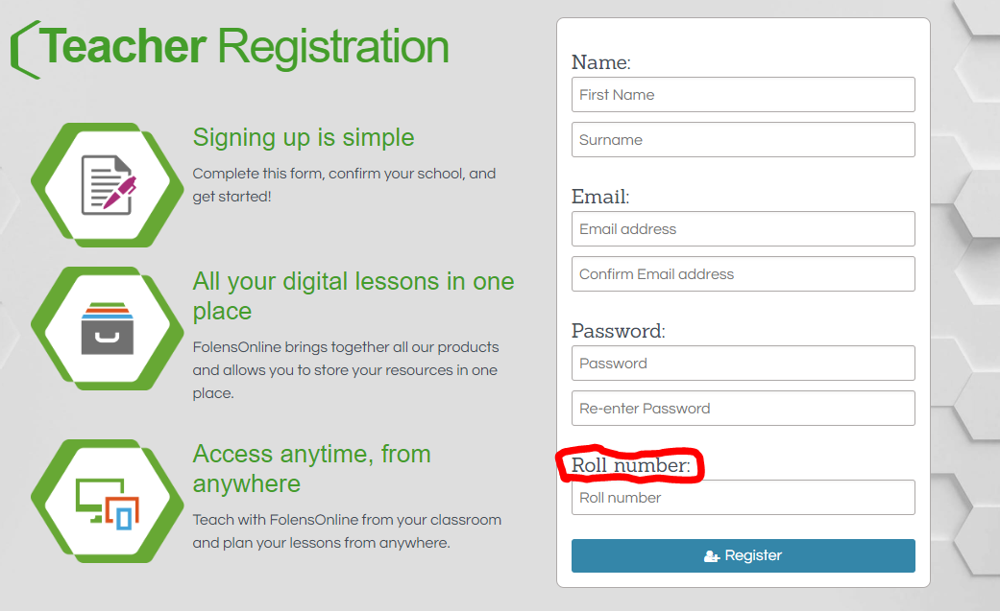 Teacher Registration
Signing up is simple
Complete this form, confirm your school, and
get started!
All your digital lessons in one
place
FolensOnline brings together all our products
and allows you to store your resources in one
place.
Access anytime, from
anywhere
Teach with FolensOnline from your classroom
and plan your lessons from anywhere.
Name:
First Name
Surname
Email:
Email address
Confirm Email address
Password:
Password
Re-enter Password
Roll number:
Roll number
Register